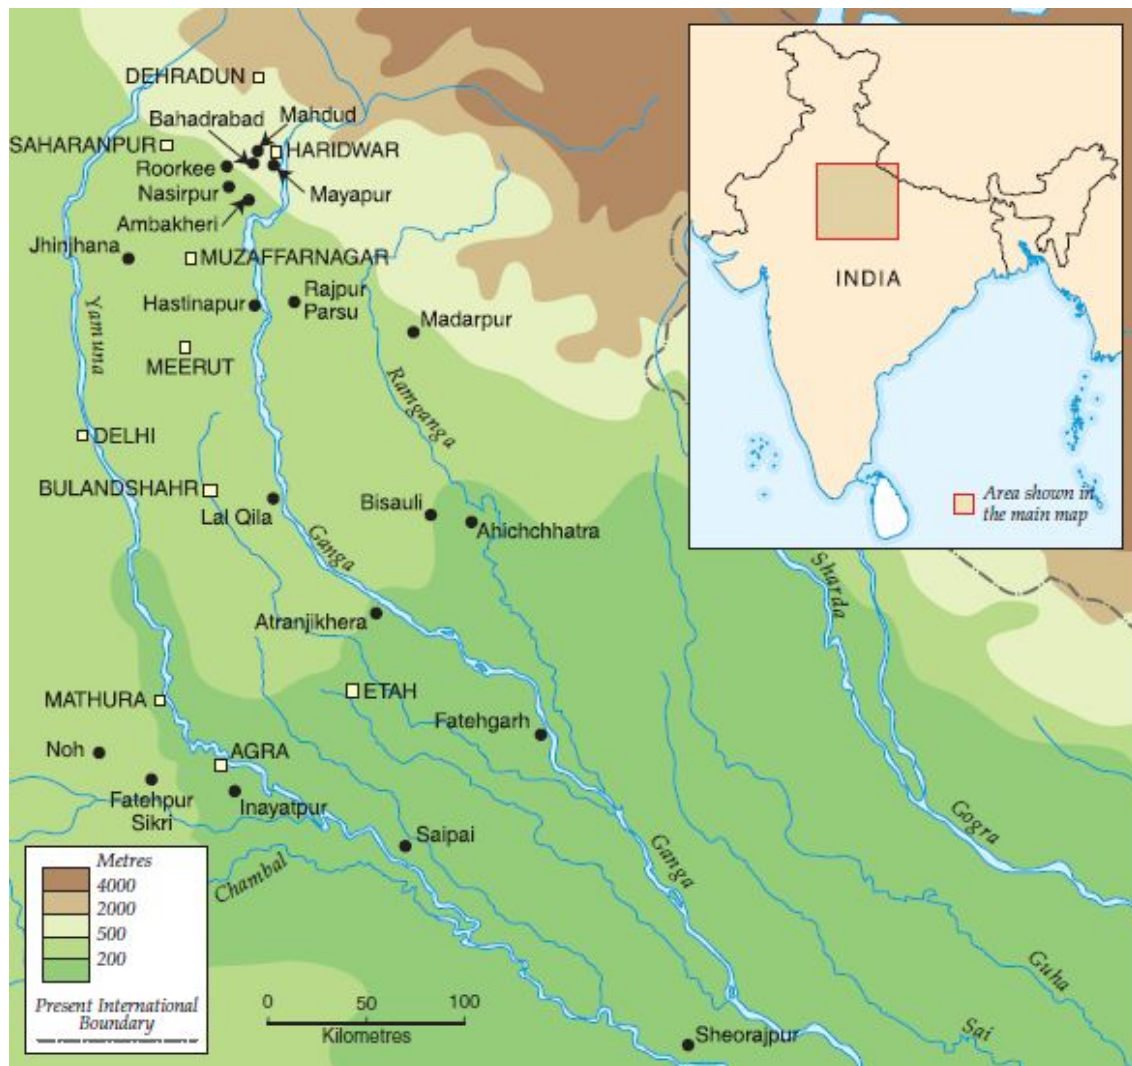 DEHRADUN
Bahadrabad
Mahdud
SAHARANPUR
HARIDWAR
Roorkee
Nasirpur
Mayapur
Ambakheri
Jhinjhana
MUZAFFARNAGAR
Hastinapur
Rajpur
Parsu
Madarpur
Yamuna
MEERUT
Ramganga
DELHI
BULANDSHAHR
Lal Qila
Bisauli
Ahichchhatra
Ganga
Atranjikhera
MATHURA
ETAH
Fatehgarh
Noh
AGRA
Fatehpur
Sikri
Inayatpur
Saipai
Chambal
Ganga
Sharda
Gogra
Guha
Sai
Sheorajpur
INDIA
Area shown in
the main map
Metres
4000
2000
500
200
Present International
Boundary
0 50 100
Kilometres